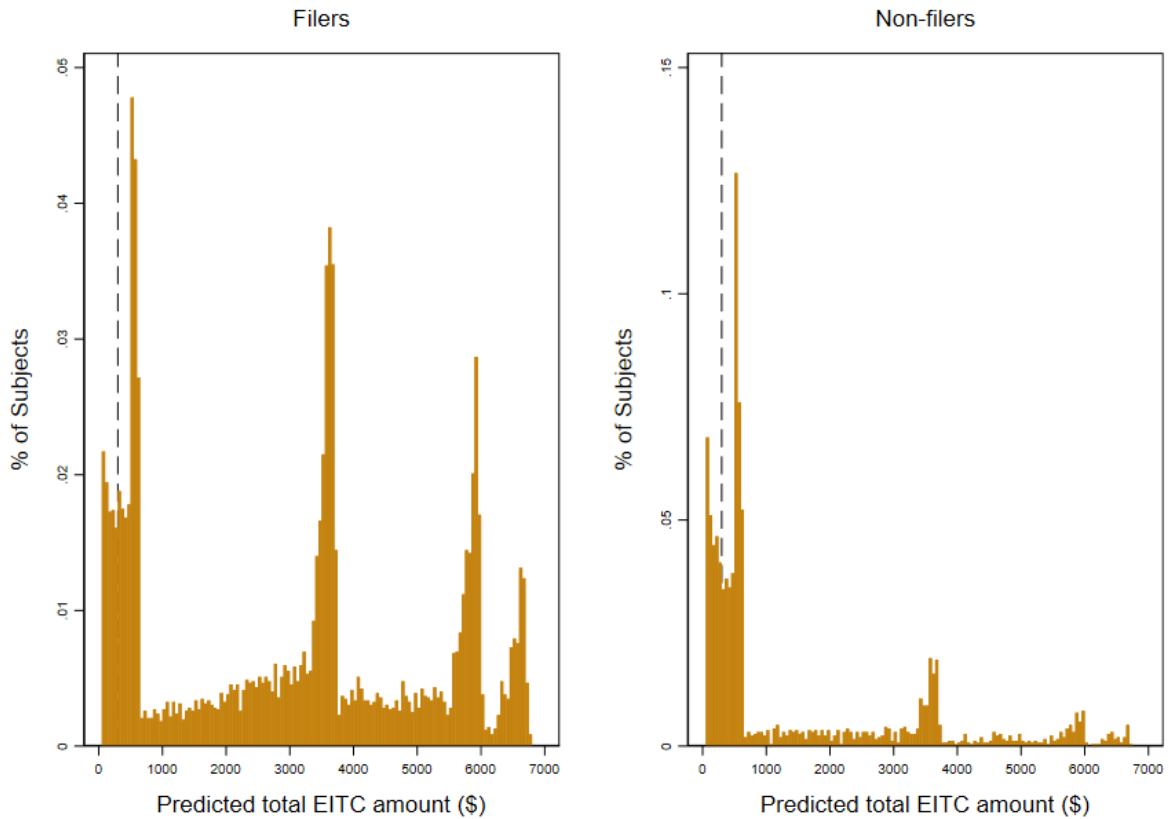 Filers
Non-filers
% of Subjects
.05
.04
.03
.02
.01
0
0 1000 2000 3000 4000 5000 6000 7000
Predicted total EITC amount ($)
% of Subjects
.15
.1
.05
0
0 1000 2000 3000 4000 5000 6000 7000
Predicted total EITC amount ($)